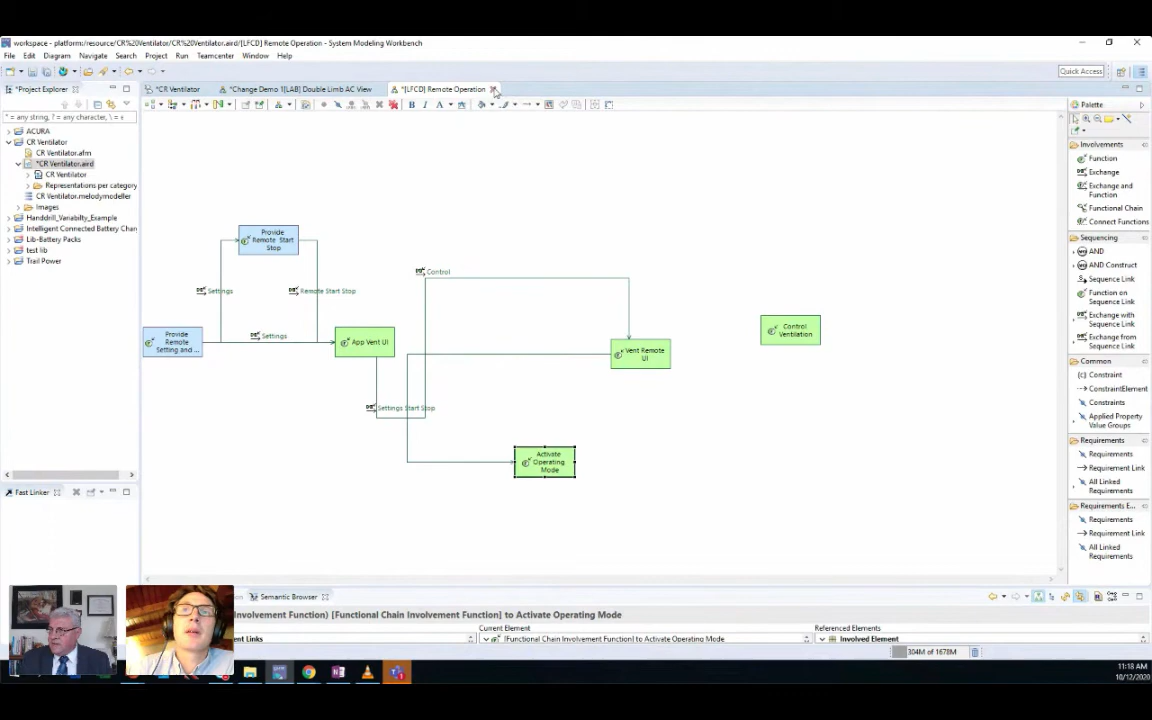 workspace - platform:/resource/CR%20Ventilator/CR%20Ventilator.aird/[LFCD] Remote Operation - System Modeling Workbench
File Edit Diagram Navigate Search Project Run Teamcenter Window Help
Quick Access
*Project Explorer
*CR Ventilator
*Change Demo 1[LAB] Double Limb AC View
*[LFCD] Remote Operation
* = any string, ? = any character, \ = e
ACURA
CR Ventilator
CR Ventilator.afm
*CR Ventilator.aird
CR Ventilator
Representations per category
CR Ventilator.melodymodeller
Images
Handdrill_Variabilty_Example
Intelligent Connected Battery Char
Lib-Battery Packs
test lib
Trail Power
Fast Linker
Provide
Remote Start
Stop
Settings
Remote Start Stop
Control
Provide
Remote
Setting and ...
Settings
App Vent UI
Settings Start Stop
Vent Remote
UI
Control
Ventilation
Activate
Operating
Mode
Palette
Involvements
Function
Exchange
Exchange and
Function
Functional Chain
Connect Functions
Sequencing
AND
AND Construct
Sequence Link
Function on
Sequence Link
Exchange with
Sequence Link
Exchange from
Sequence Link
Common
Constraint
ConstraintElement
Constraints
Applied Property
Value Groups
Requirements
Requirements
Requirement Link
All Linked
Requirements
Requirements E...
Requirements
Requirement Link
All Linked
Requirements
Semantic Browser
Involvement Function) [Functional Chain Involvement Function] to Activate Operating Mode
Current Element
Referenced Elements
ent Links
[Functional Chain Involvement Function] to Activate Operating Mode
Involved Element
304M of 1678M
11:18 AM
10/12/2020